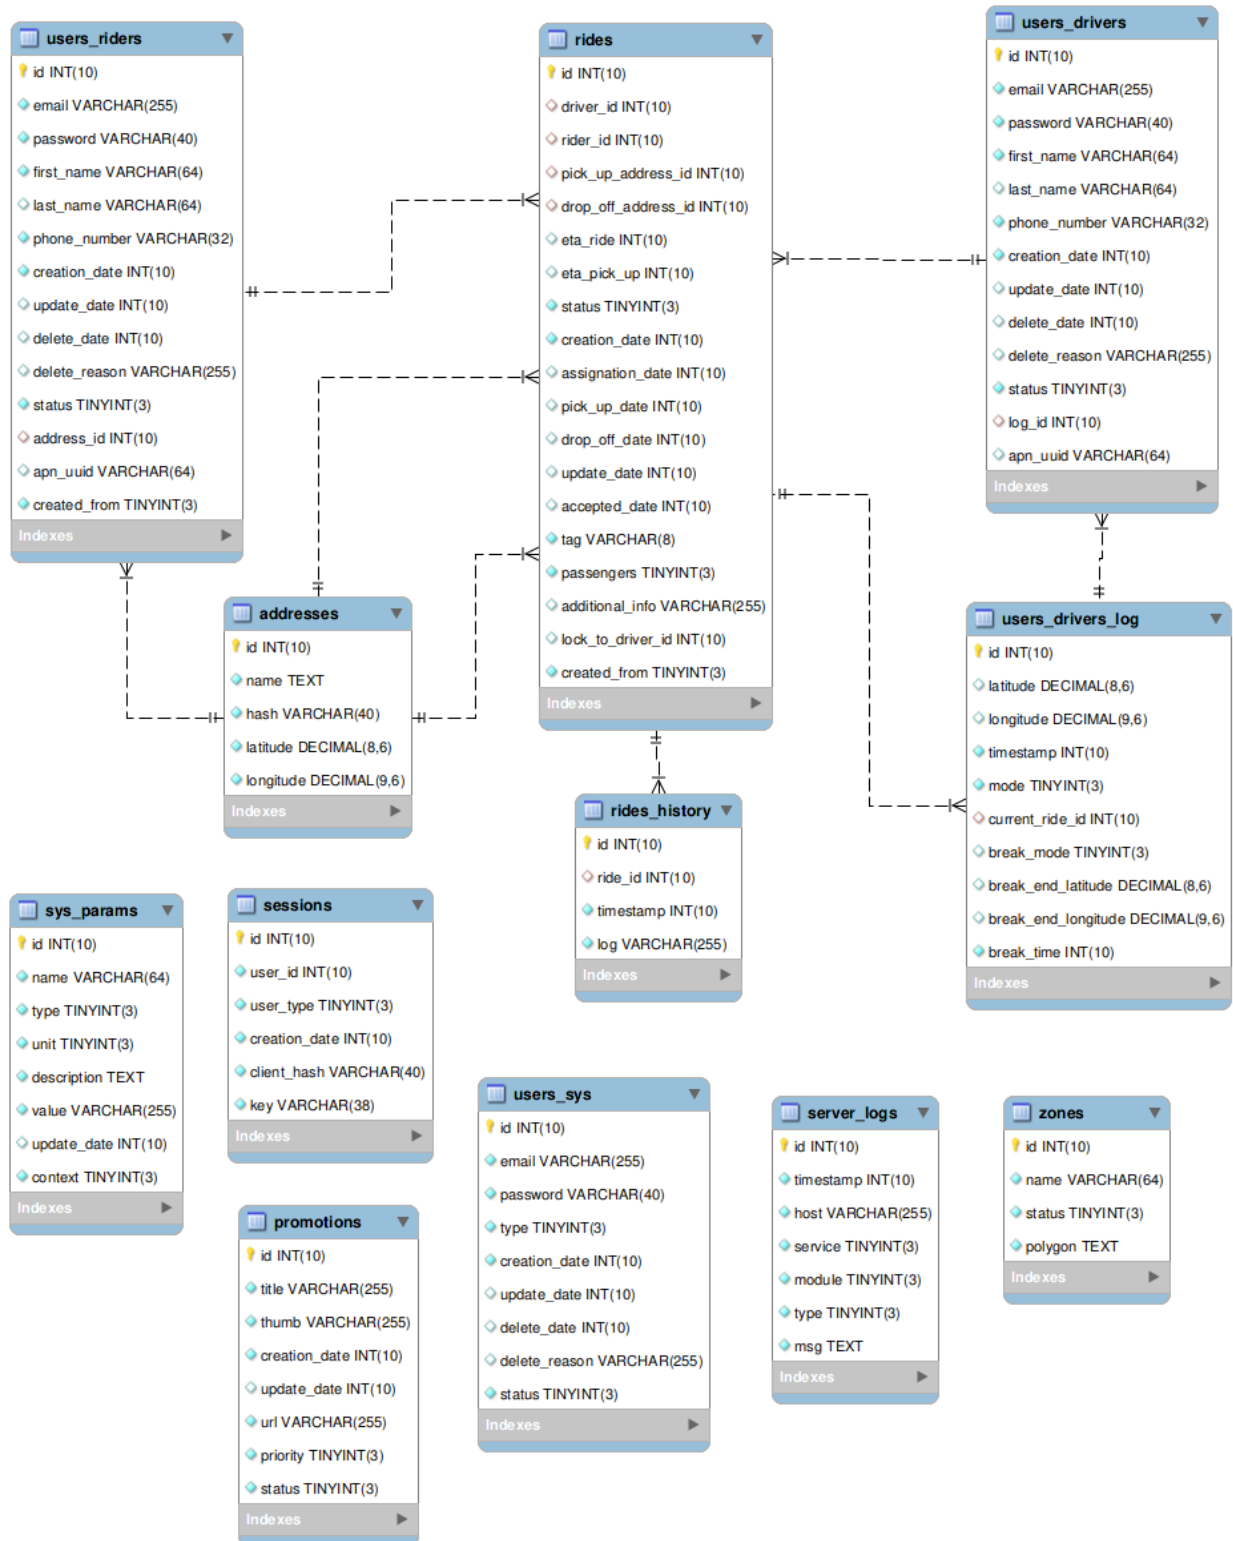 users_riders
id INT(10)
email VARCHAR(255)
password VARCHAR(40)
first_name VARCHAR(64)
last_name VARCHAR(64)
phone_number VARCHAR(32)
creation_date INT(10)
update_date INT(10)
delete_date INT(10)
delete_reason VARCHAR(255)
status TINYINT(3)
address_id INT(10)
apn_uuid VARCHAR(64)
created_from TINYINT(3)
Indexes
rides
id INT(10)
driver_id INT(10)
rider_id INT(10)
pick_up_address_id INT(10)
drop_off_address_id INT(10)
eta_ride INT(10)
eta_pick_up INT(10)
status TINYINT(3)
creation_date INT(10)
assignation_date INT(10)
pick_up_date INT(10)
drop_off_date INT(10)
update_date INT(10)
accepted_date INT(10)
tag VARCHAR(8)
passengers TINYINT(3)
additional_info VARCHAR(255)
lock_to_driver_id INT(10)
created_from TINYINT(3)
Indexes
users_drivers
id INT(10)
email VARCHAR(255)
password VARCHAR(40)
first_name VARCHAR(64)
last_name VARCHAR(64)
phone_number VARCHAR(32)
creation_date INT(10)
update_date INT(10)
delete_date INT(10)
delete_reason VARCHAR(255)
status TINYINT(3)
log_id INT(10)
apn_uuid VARCHAR(64)
Indexes
addresses
id INT(10)
name TEXT
hash VARCHAR(40)
latitude DECIMAL(8,6)
longitude DECIMAL(9,6)
Indexes
users_drivers_log
id INT(10)
latitude DECIMAL(8,6)
longitude DECIMAL(9,6)
timestamp INT(10)
mode TINYINT(3)
current_ride_id INT(10)
break_mode TINYINT(3)
break_end_latitude DECIMAL(8,6)
break_end_longitude DECIMAL(9,6)
break_time INT(10)
Indexes
rides_history
id INT(10)
ride_id INT(10)
timestamp INT(10)
log VARCHAR(255)
Indexes
sys_params
id INT(10)
name VARCHAR(64)
type TINYINT(3)
unit TINYINT(3)
description TEXT
value VARCHAR(255)
update_date INT(10)
context TINYINT(3)
Indexes
sessions
id INT(10)
user_id INT(10)
user_type TINYINT(3)
creation_date INT(10)
client_hash VARCHAR(40)
key VARCHAR(38)
Indexes
users_sys
id INT(10)
email VARCHAR(255)
password VARCHAR(40)
type TINYINT(3)
creation_date INT(10)
update_date INT(10)
delete_date INT(10)
delete_reason VARCHAR(255)
status TINYINT(3)
Indexes
server_logs
id INT(10)
timestamp INT(10)
host VARCHAR(255)
service TINYINT(3)
module TINYINT(3)
type TINYINT(3)
msg TEXT
Indexes
zones
id INT(10)
name VARCHAR(64)
status TINYINT(3)
polygon TEXT
Indexes
promotions
id INT(10)
title VARCHAR(255)
thumb VARCHAR(255)
creation_date INT(10)
update_date INT(10)
url VARCHAR(255)
priority TINYINT(3)
status TINYINT(3)
Indexes